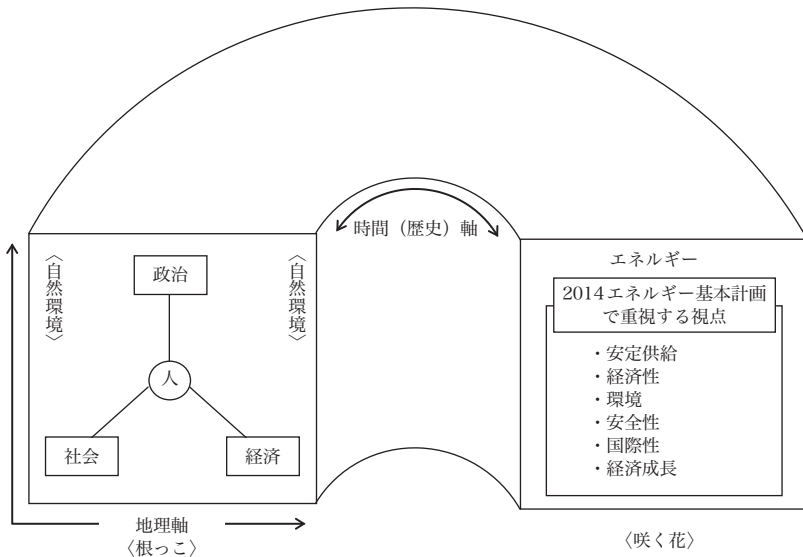 時間（歴史）軸
〈自然環境〉
政治
〈自然環境〉
人
社会
経済
地理軸
〈根っこ〉
エネルギー
2014エネルギー基本計画
で重視する視点
・安定供給
・経済性
・環境
・安全性
・国際性
・経済成長
〈咲く花〉